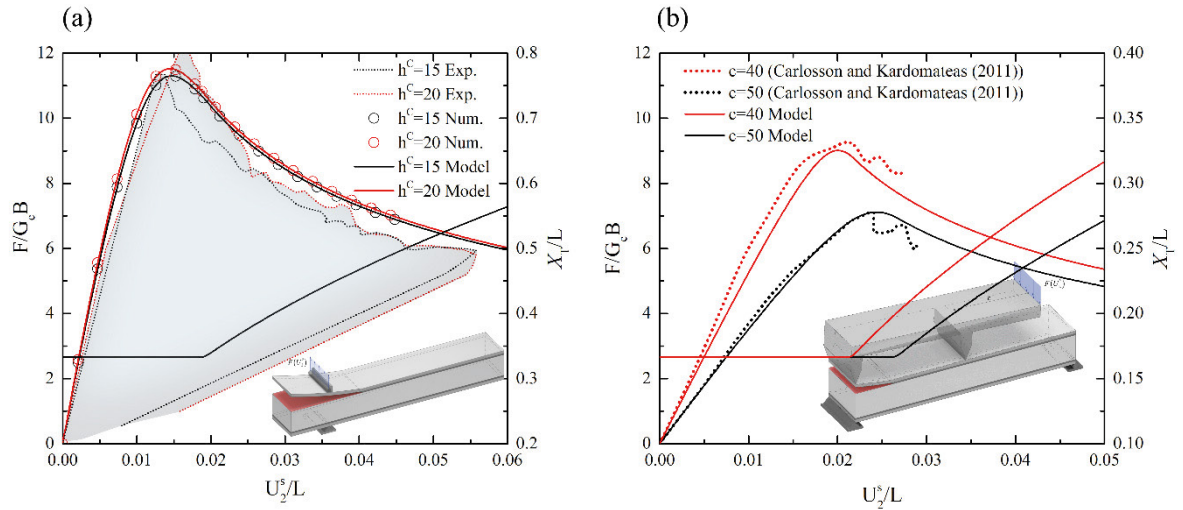 (a)
12
10
8
6
4
2
0
F/G_cB
0.8
0.7
0.6
0.5
0.4
0.3
0.2
X_1/L
h^C=15 Exp.
h^C=20 Exp.
h^C=15 Num.
h^C=20 Num.
h^C=15 Model
h^C=20 Model
0.00 0.01 0.02 0.03 0.04 0.05 0.06
U_2^s/L
(b)
12
10
8
6
4
2
0
F/G_cB
0.40
0.35
0.30
0.25
0.20
0.15
0.10
X_1/L
c=40 (Carlosson and Kardomateas (2011))
c=50 (Carlosson and Kardomateas (2011))
c=40 Model
c=50 Model
c
0.00 0.01 0.02 0.03 0.04 0.05
U_2^s/L